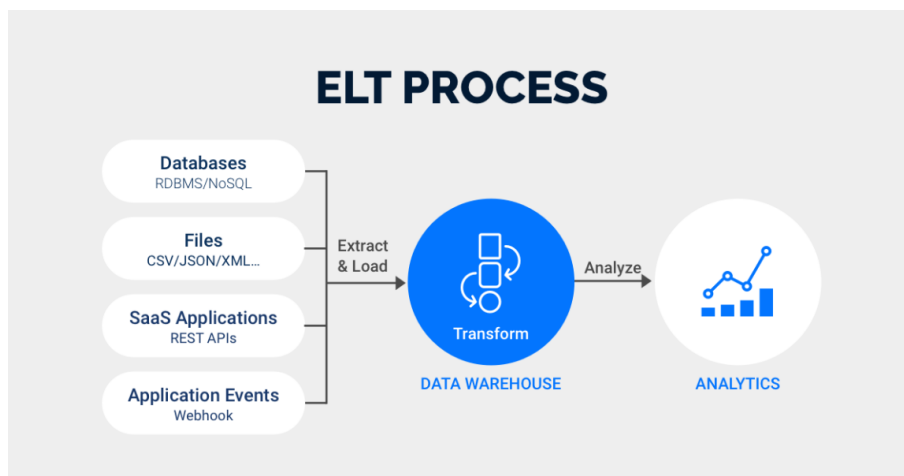 ELT PROCESS
Databases
RDBMS/NoSQL
Files
CSV/JSON/XML...
SaaS Applications
REST APIs
Application Events
Webhook
Extract
& Load
Transform
DATA WAREHOUSE
Analyze
ANALYTICS